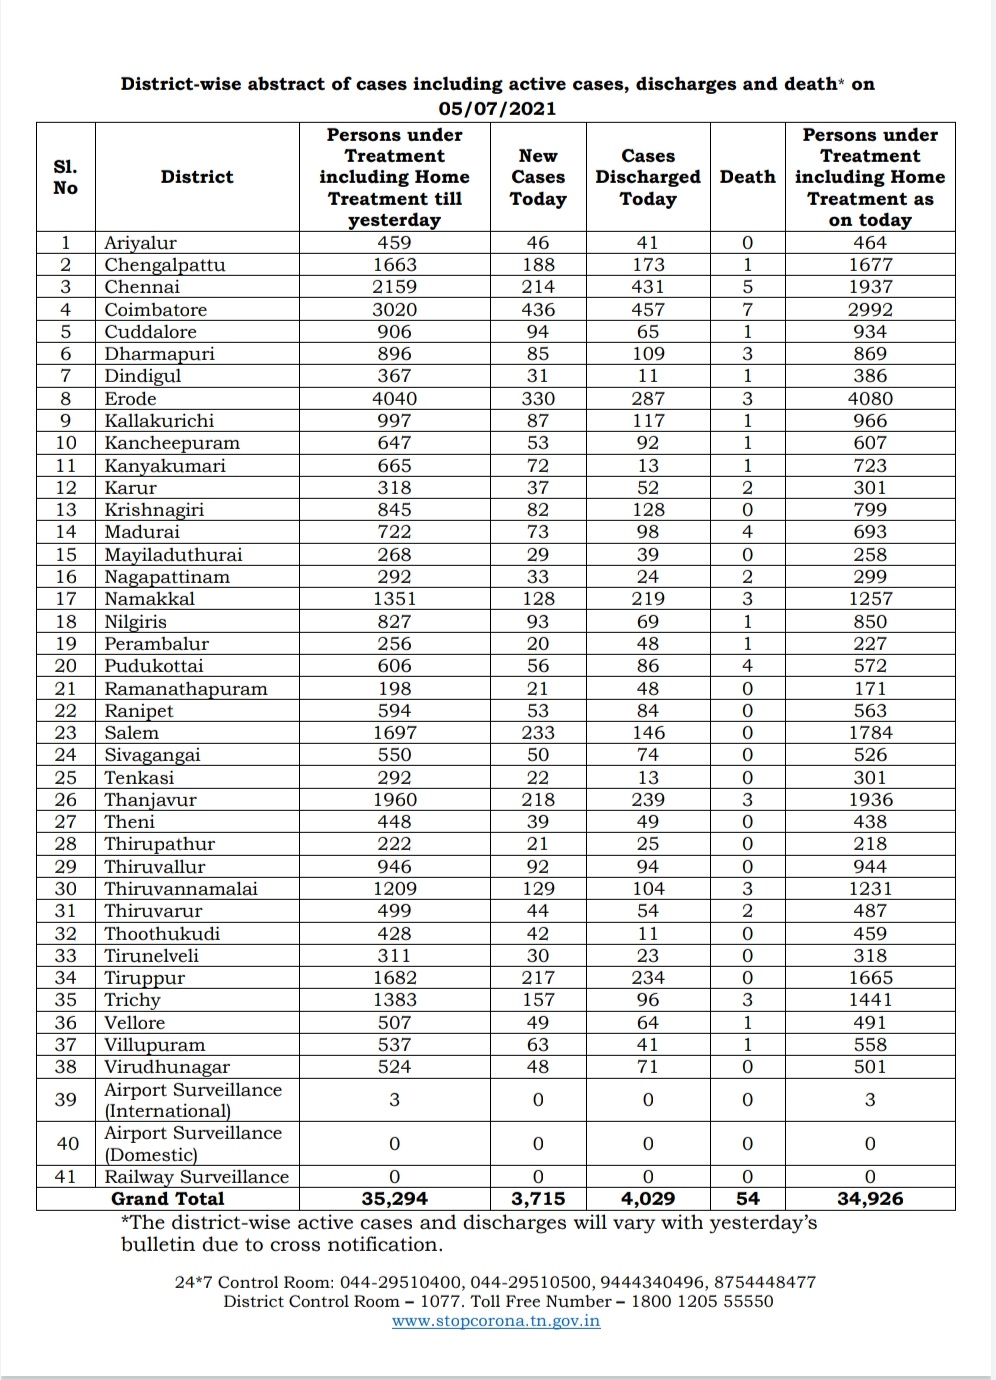 District-wise abstract of cases including active cases, discharges and death* on
05/07/2021
Sl. No District Persons under Treatment including Home Treatment till yesterday New Cases Today Cases Discharged Today Death Persons under Treatment including Home Treatment as on today
1 Ariyalur 459 46 41 0 464
2 Chengalpattu 1663 188 173 1 1677
3 Chennai 2159 214 431 5 1937
4 Coimbatore 3020 436 457 7 2992
5 Cuddalore 906 94 65 1 934
6 Dharmapuri 896 85 109 3 869
7 Dindigul 367 31 11 1 386
8 Erode 4040 330 287 3 4080
9 Kallakurichi 997 87 117 1 966
10 Kancheepuram 647 53 92 1 607
11 Kanyakumari 665 72 13 1 723
12 Karur 318 37 52 2 301
13 Krishnagiri 845 82 128 0 799
14 Madurai 722 73 98 4 693
15 Mayiladuthurai 268 29 39 0 258
16 Nagapattinam 292 33 24 2 299
17 Namakkal 1351 128 219 3 1257
18 Nilgiris 827 93 69 1 850
19 Perambalur 256 20 48 1 227
20 Pudukottai 606 56 86 4 572
21 Ramanathapuram 198 21 48 0 171
22 Ranipet 594 53 84 0 563
23 Salem 1697 233 146 0 1784
24 Sivagangai 550 50 74 0 526
25 Tenkasi 292 22 13 0 301
26 Thanjavur 1960 218 239 3 1936
27 Theni 448 39 49 0 438
28 Thirupathur 222 21 25 0 218
29 Thiruvallur 946 92 94 0 944
30 Thiruvannamalai 1209 129 104 3 1231
31 Thiruvarur 499 44 54 2 487
32 Thoothukudi 428 42 11 0 459
33 Tirunelveli 311 30 23 0 318
34 Tiruppur 1682 217 234 0 1665
35 Trichy 1383 157 96 3 1441
36 Vellore 507 49 64 1 491
37 Villupuram 537 63 41 1 558
38 Virudhunagar 524 48 71 0 501
39 Airport Surveillance (International) 3 0 0 0 3
40 Airport Surveillance (Domestic) 0 0 0 0 0
41 Railway Surveillance 0 0 0 0 0
Grand Total 35,294 3,715 4,029 54 34,926
*The district-wise active cases and discharges will vary with yesterday's
bulletin due to cross notification.
24*7 Control Room: 044-29510400, 044-29510500, 9444340496, 8754448477
District Control Room – 1077. Toll Free Number – 1800 1205 55550
www.stopcorona.tn.gov.in